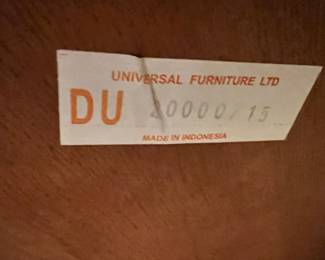 UNIVERSAL FURNITURE LTD
DU 20000/15
MADE IN INDONESIA